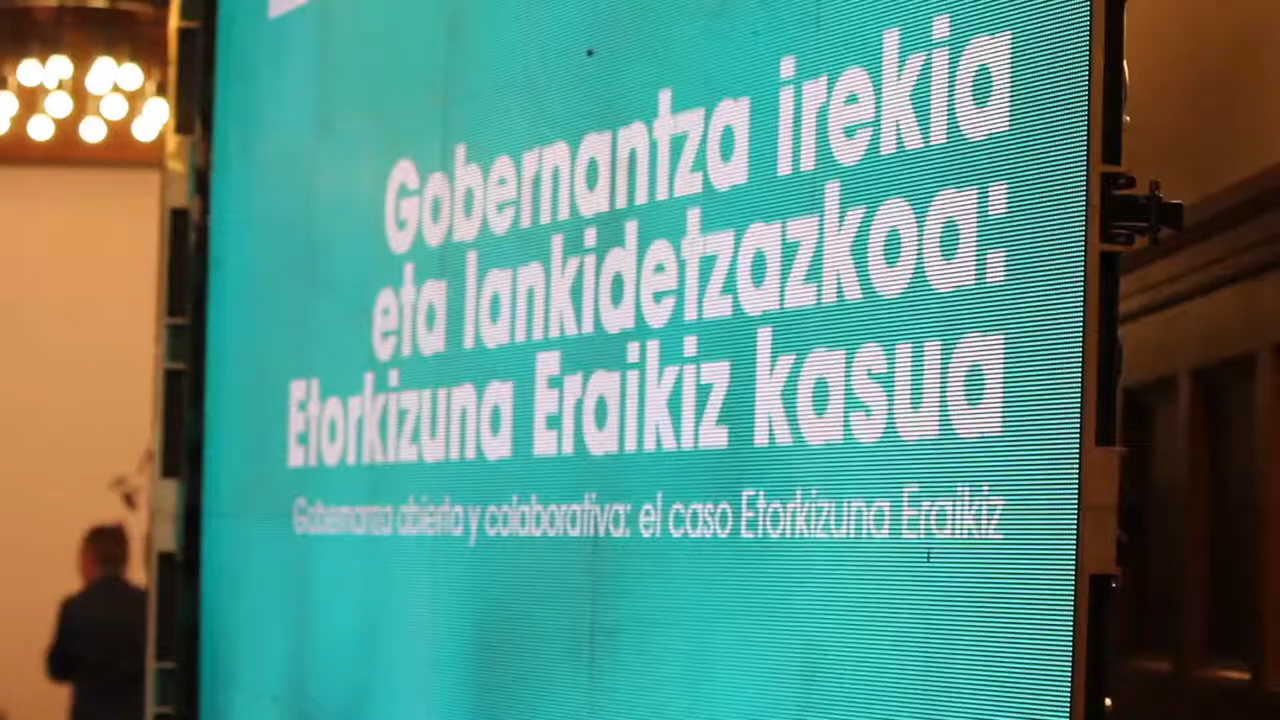 Gobernantza irekia
eta lankidetzazkoa:
Etorkizuna Eraikiz kasua
Gobernanza abierta y colaborativa: el caso Etorkizuna Eraikiz